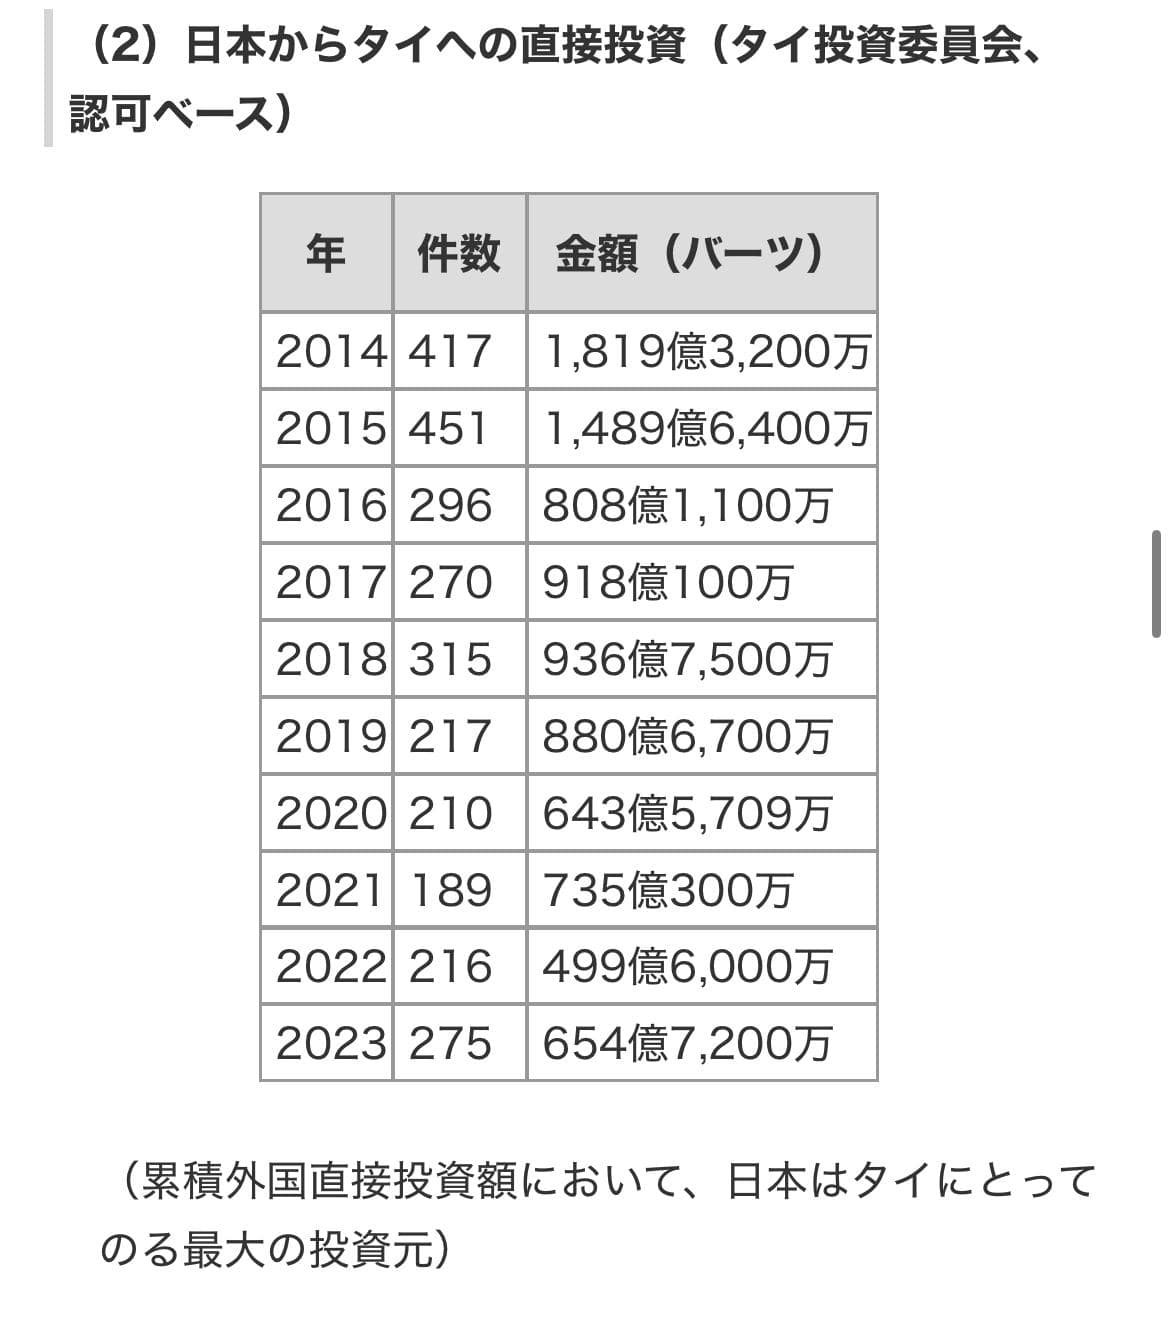 （2）日本からタイへの直接投資（タイ投資委員会、
認可ベース）
年 件数 金額（バーツ）
2014 417 1,819億3,200万
2015 451 1,489億6,400万
2016 296 808億1,100万
2017 270 918億100万
2018 315 936億7,500万
2019 217 880億6,700万
2020 210 643億5,709万
2021 189 735億300万
2022 216 499億6,000万
2023 275 654億7,200万
（累積外国直接投資額において、日本はタイにとって
のる最大の投資元）